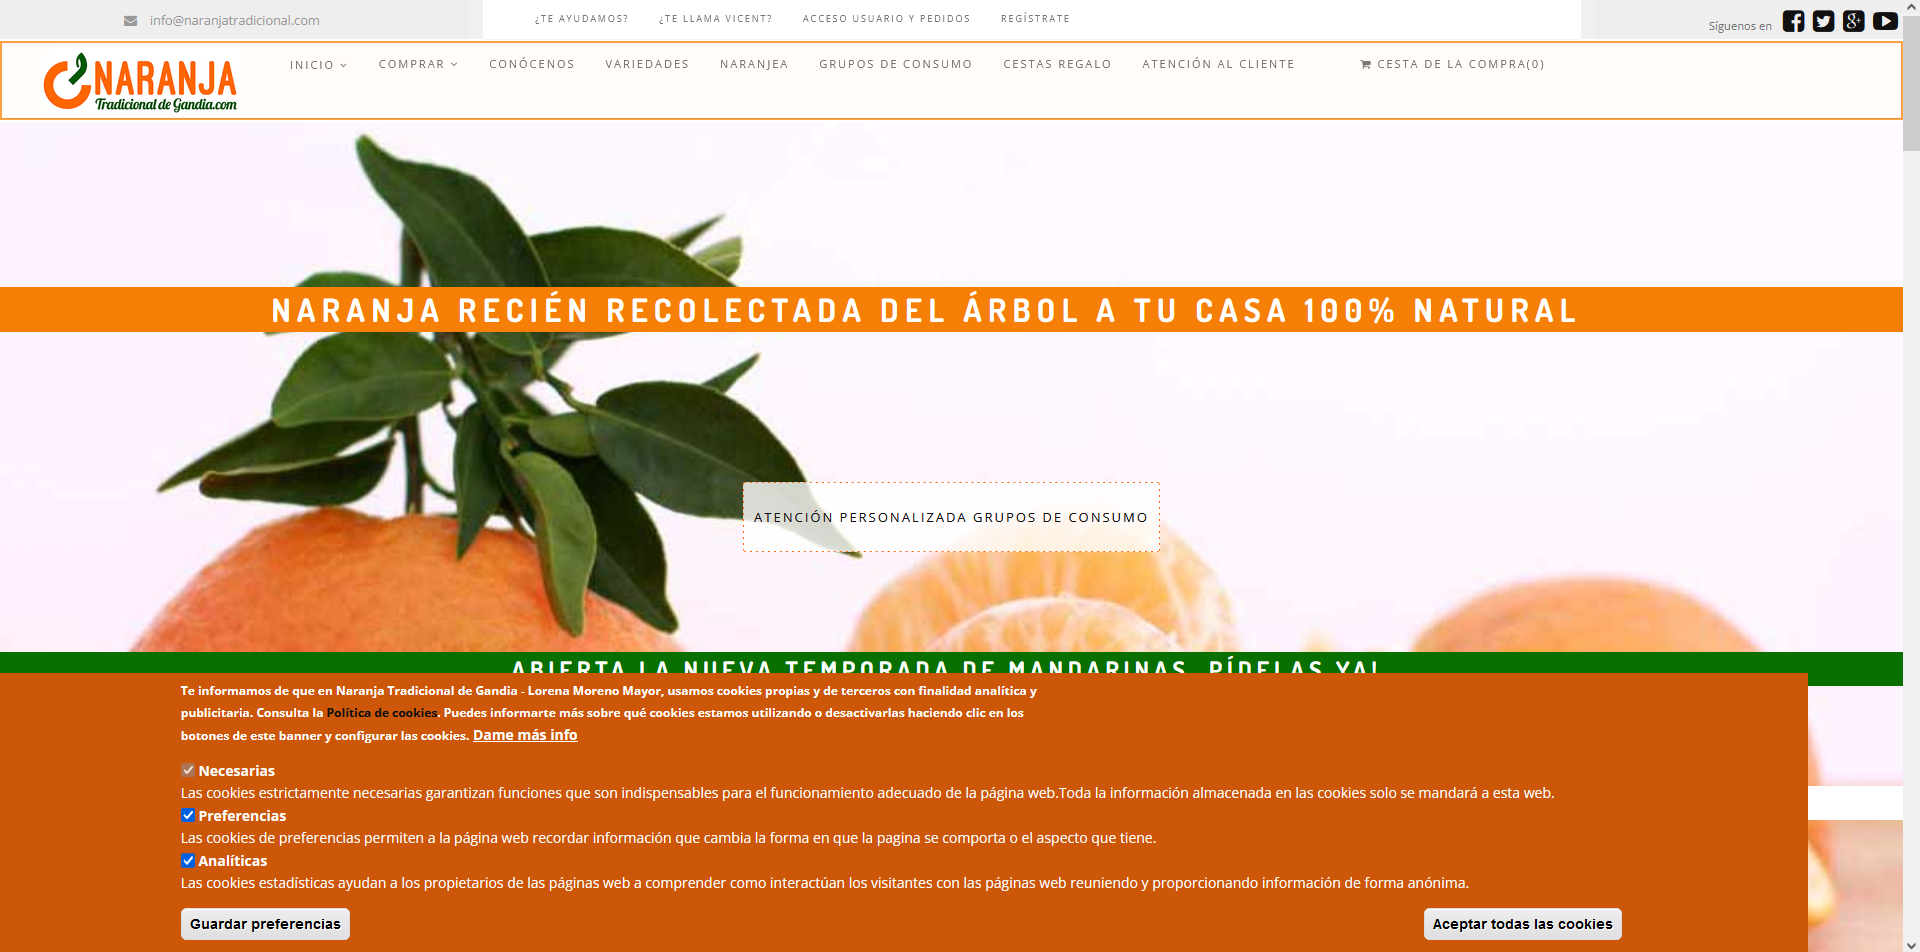 info@naranjatradicional.com
¿TE AYUDAMOS?
¿TE LLAMA VICENT?
ACCESO USUARIO Y PEDIDOS
REGÍSTRATE
Síguenos en
NARANJA
Tradicional de Gandia.com
INICIO
COMPRAR
CONÓCENOS
VARIEDADES
NARANJEA
GRUPOS DE CONSUMO
CESTAS REGALO
ATENCIÓN AL CLIENTE
CESTA DE LA COMPRA(0)
NARANJA RECIÉN RECOLECTADA DEL ÁRBOL A TU CASA 100% NATURAL
ATENCIÓN PERSONALIZADA GRUPOS DE CONSUMO
ABIERTA LA NUEVA TEMPORADA DE MANDARINAS, PÍDELAS YA!
Te informamos de que en Naranja Tradicional de Gandia - Lorena Moreno Mayor, usamos cookies propias y de terceros con finalidad analítica y
publicitaria. Consulta la Política de cookies. Puedes informarte más sobre qué cookies estamos utilizando o desactivarlas haciendo clic en los
botones de este banner y configurar las cookies. Dame más info
Necesarias
Las cookies estrictamente necesarias garantizan funciones que son indispensables para el funcionamiento adecuado de la página web.Toda la información almacenada en las cookies solo se mandará a esta web.
Preferencias
Las cookies de preferencias permiten a la página web recordar información que cambia la forma en que la pagina se comporta o el aspecto que tiene.
Analíticas
Las cookies estadísticas ayudan a los propietarios de las páginas web a comprender como interactúan los visitantes con las páginas web reuniendo y proporcionando información de forma anónima.
Guardar preferencias
Aceptar todas las cookies